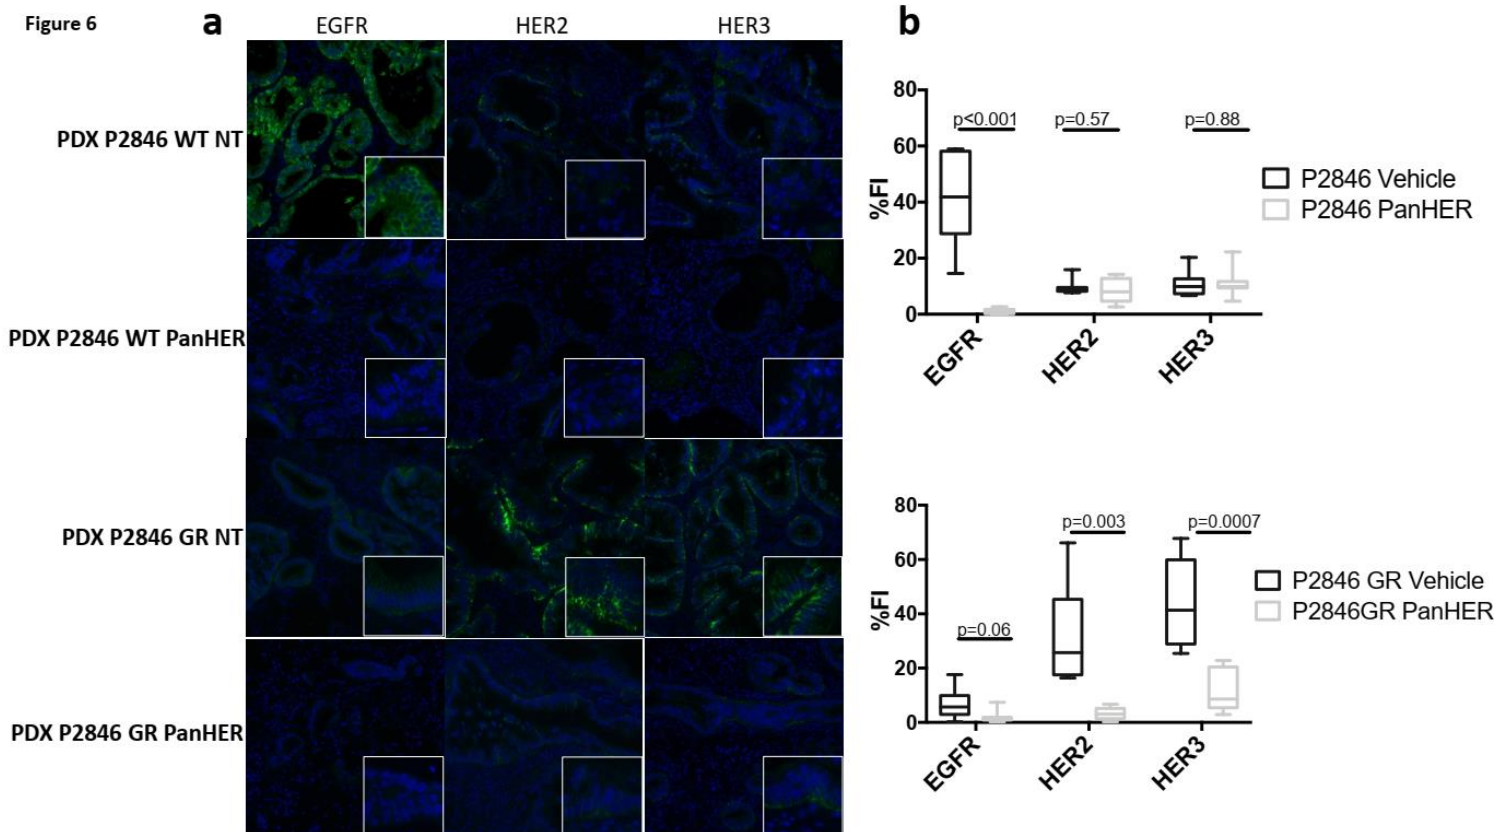 Figure 6
a
EGFR
HER2
HER3
PDX P2846 WT NT
PDX P2846 WT PanHER
PDX P2846 GR NT
PDX P2846 GR PanHER
b
80
60
40
20
0
%FI
p<0.001
p=0.57
p=0.88
EGFR
HER2
HER3
P2846 Vehicle
P2846 PanHER
80
60
40
20
0
%FI
p=0.06
p=0.003
p=0.0007
EGFR
HER2
HER3
P2846 GR Vehicle
P2846GR PanHER